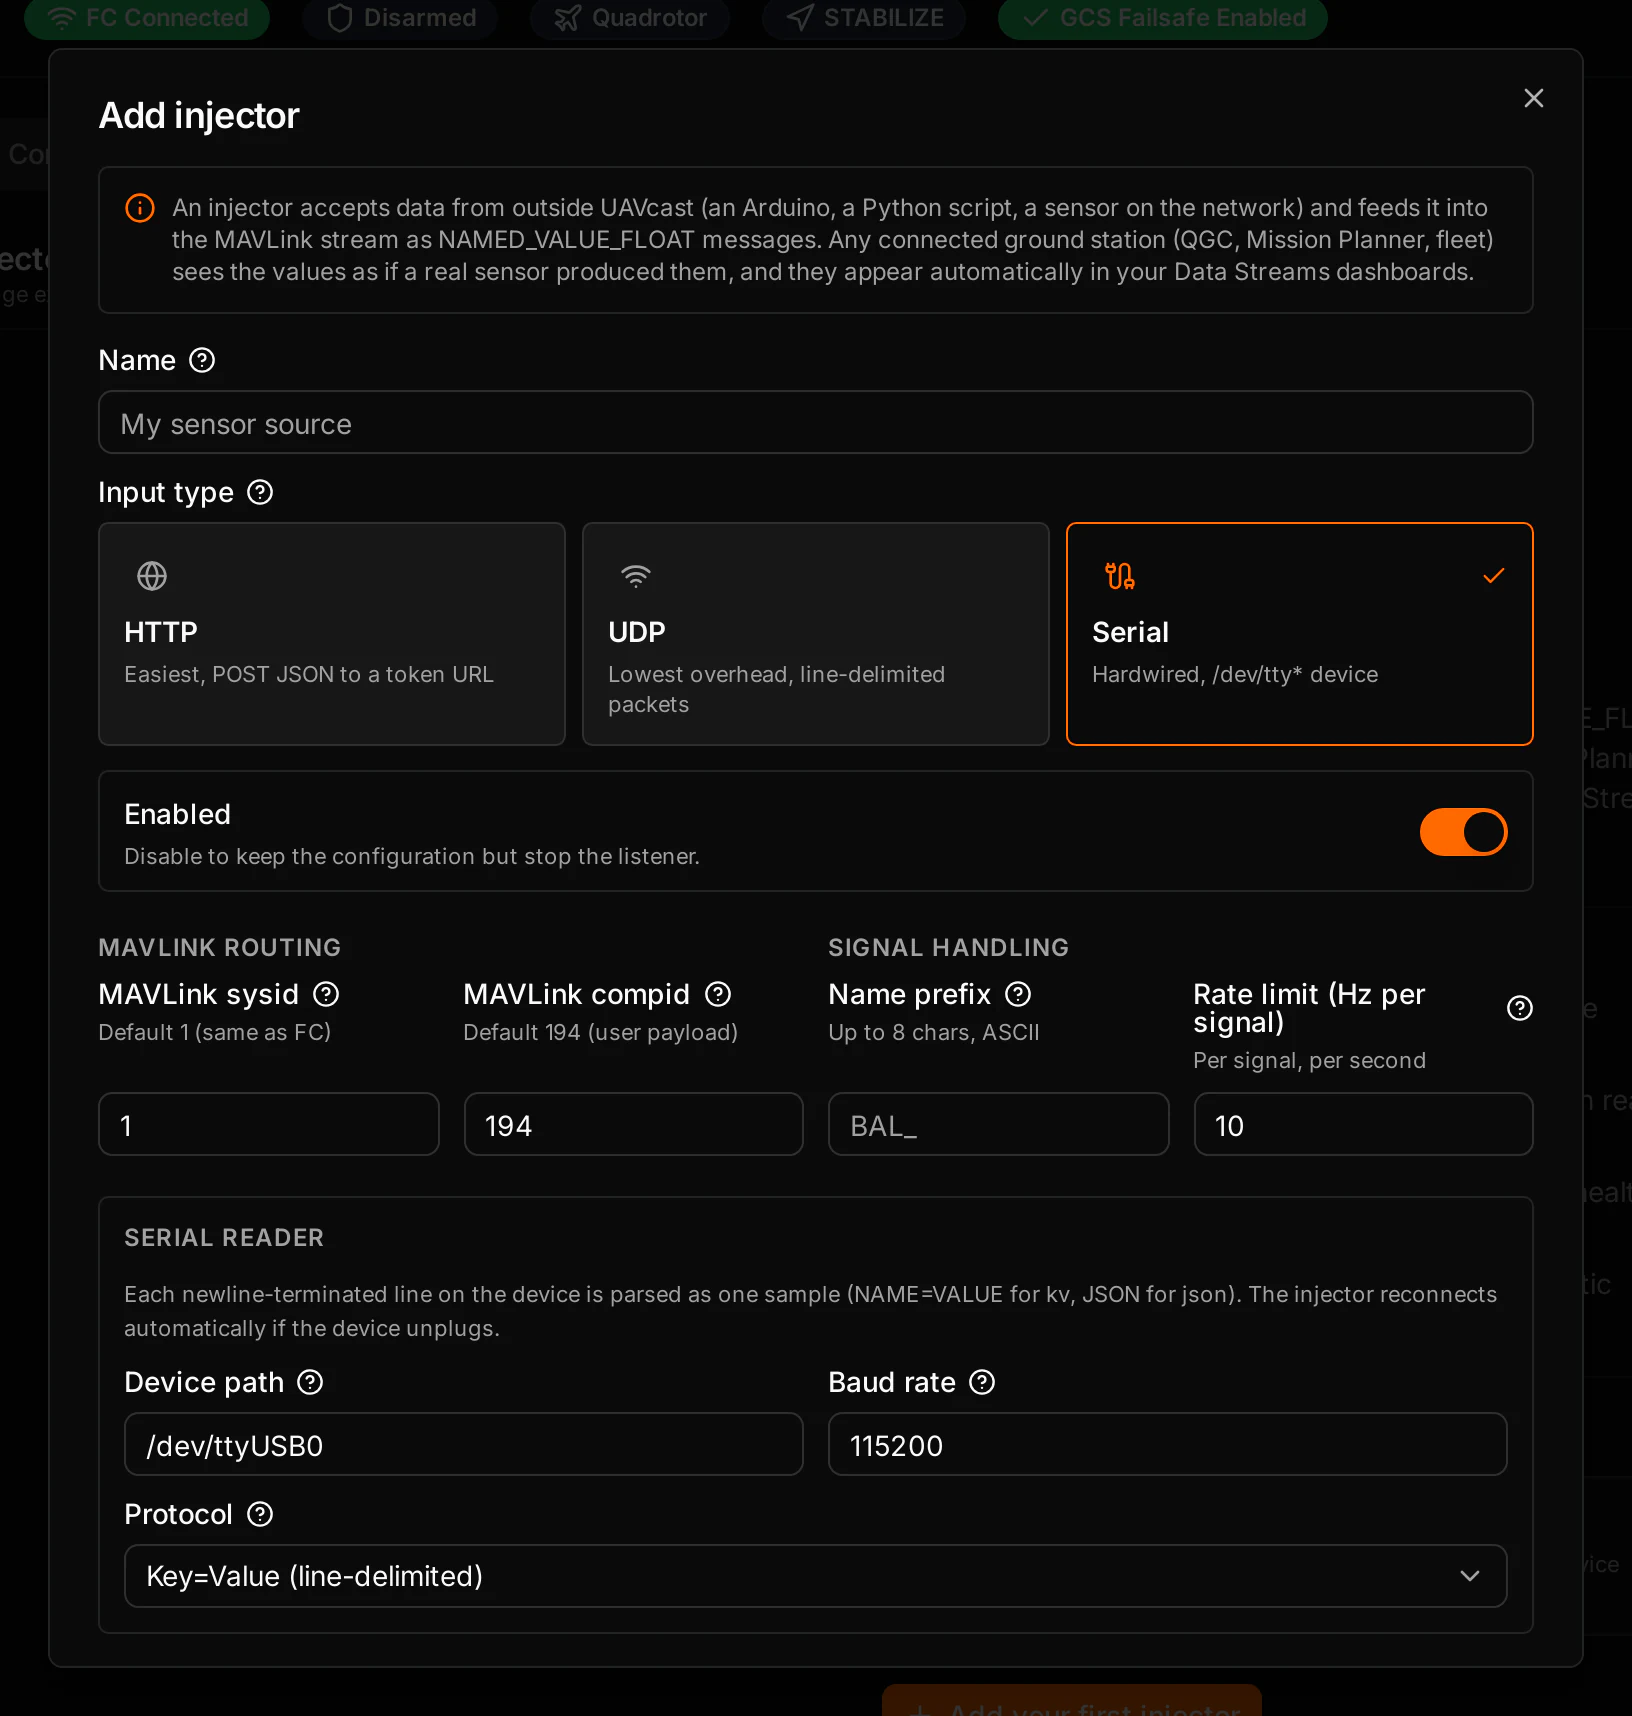 FC Connected
Disarmed
Quadrotor
STABILIZE
GCS Failsafe Enabled
Add injector
An injector accepts data from outside UAVcast (an Arduino, a Python script, a sensor on the network) and feeds it into
the MAVLink stream as NAMED_VALUE_FLOAT messages. Any connected ground station (QGC, Mission Planner, fleet)
sees the values as if a real sensor produced them, and they appear automatically in your Data Streams dashboards.
Name
My sensor source
Input type
HTTP
Easiest, POST JSON to a token URL
UDP
Lowest overhead, line-delimited
packets
Serial
Hardwired, /dev/tty* device
Enabled
Disable to keep the configuration but stop the listener.
MAVLINK ROUTING
SIGNAL HANDLING
MAVLink sysid
Default 1 (same as FC)
1
MAVLink compid
Default 194 (user payload)
194
Name prefix
Up to 8 chars, ASCII
BAL_
Rate limit (Hz per
signal)
Per signal, per second
10
SERIAL READER
Each newline-terminated line on the device is parsed as one sample (NAME=VALUE for kv, JSON for json). The injector reconnects
automatically if the device unplugs.
Device path
/dev/ttyUSB0
Baud rate
115200
Protocol
Key=Value (line-delimited)
+ Add your first injector